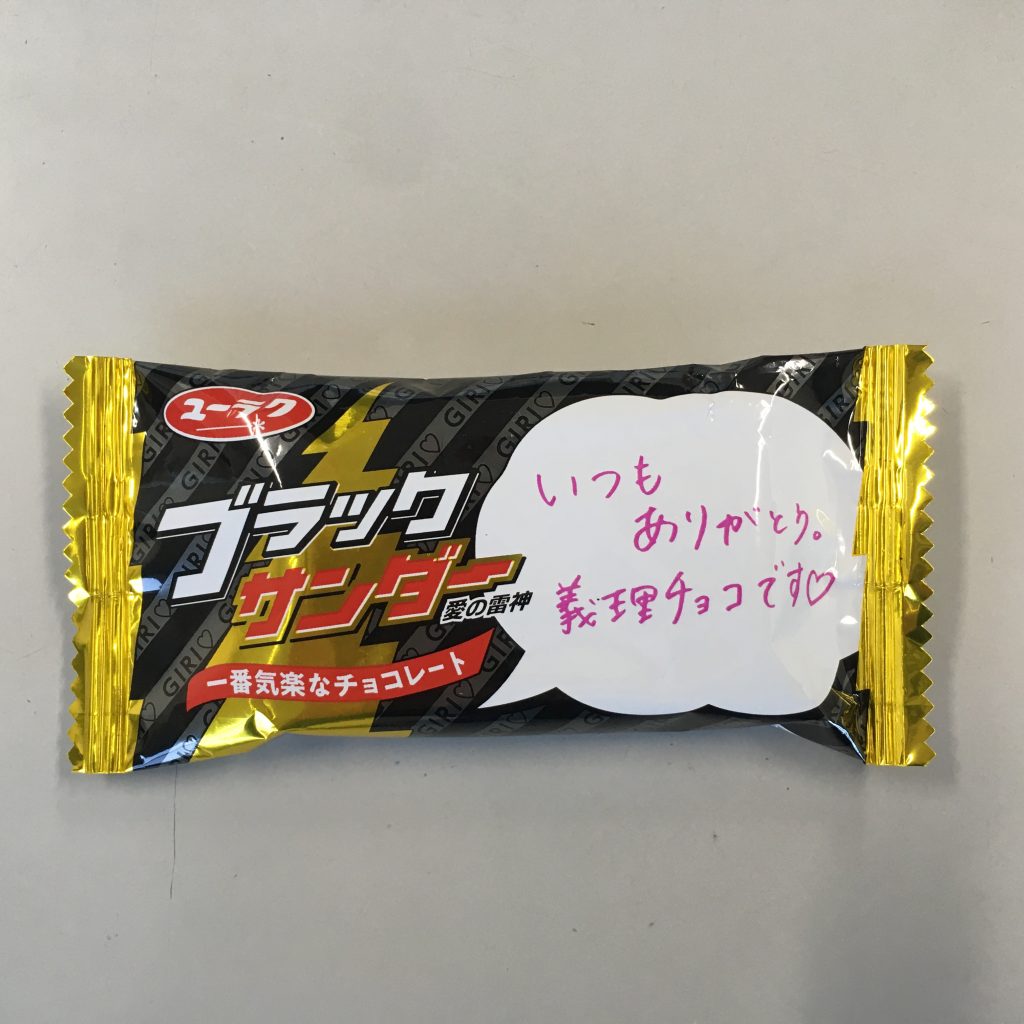 ユーラク
ブラック
サンダー
愛の雷神
一番気楽なチョコレート
いつも
ありがとう。
義理チョコです♡
GIRI♡